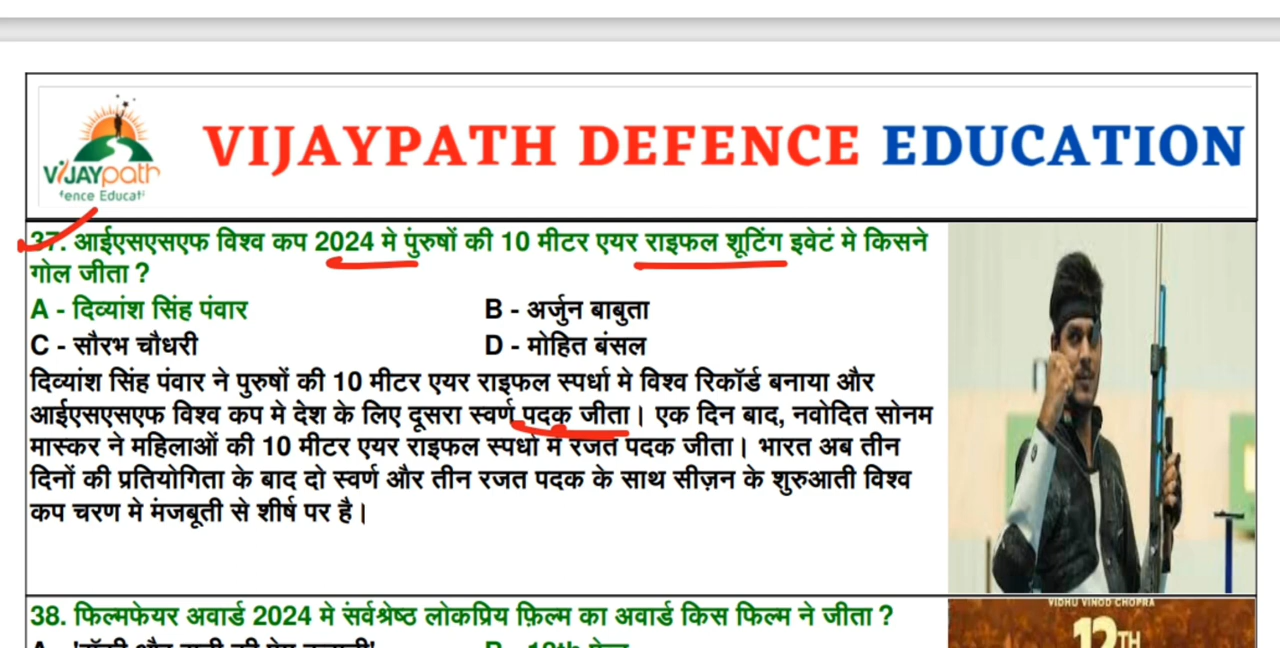 VIJAYPATH DEFENCE EDUCATION
ViJAYpath
fence Educati
37. आईएसएसएफ विश्व कप 2024 मे पुंरुषों की 10 मीटर एयर राइफल शूटिंग इवेटं मे किसने
गोल जीता ?
A - दिव्यांश सिंह पंवार
B - अर्जुन बाबुता
C - सौरभ चौधरी
D - मोहित बंसल
दिव्यांश सिंह पंवार ने पुरुषों की 10 मीटर एयर राइफल स्पर्धा मे विश्व रिकॉर्ड बनाया और
आईएसएसएफ विश्व कप मे देश के लिए दूसरा स्वर्ण पदक जीता। एक दिन बाद, नवोदित सोनम
मास्कर ने महिलाओं की 10 मीटर एयर राइफल स्पर्धा में रजत पदक जीता। भारत अब तीन
दिनों की प्रतियोगिता के बाद दो स्वर्ण और तीन रजत पदक के साथ सीज़न के शुरुआती विश्व
कप चरण मे मंजबूती से शीर्ष पर है।
38. फिल्मफेयर अवार्ड 2024 मे संर्वश्रेष्ठ लोकप्रिय फ़िल्म का अवार्ड किस फिल्म ने जीता ?
VIDHU VINOD CHOPRA
12TH